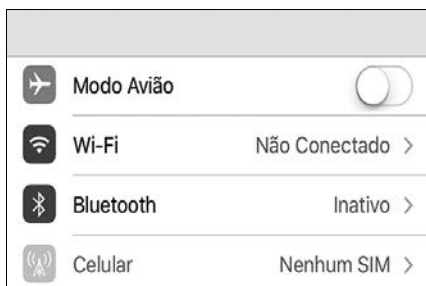 Modo Avião
Wi-Fi Não Conectado >
Bluetooth Inativo >
Celular Nenhum SIM >